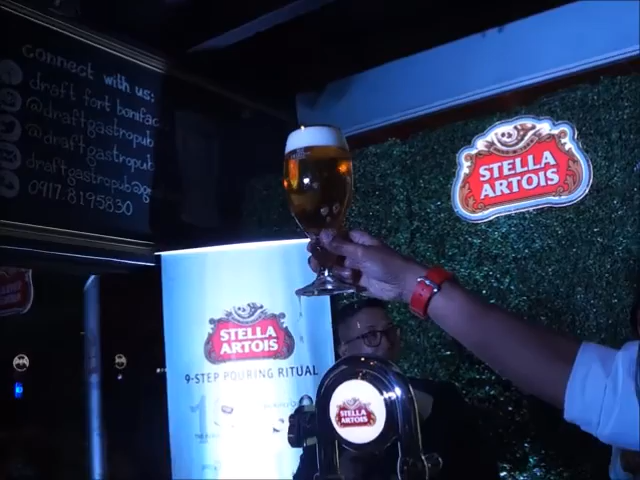 connect with us:
draft fort bonifac
@draftgastropub
@draftgastropub
draftgastropub@g
0917.8195803
STELLA
ARTOIS
STELLA
ARTOIS
9-STEP POURING RITUAL
STELLA
ARTOIS